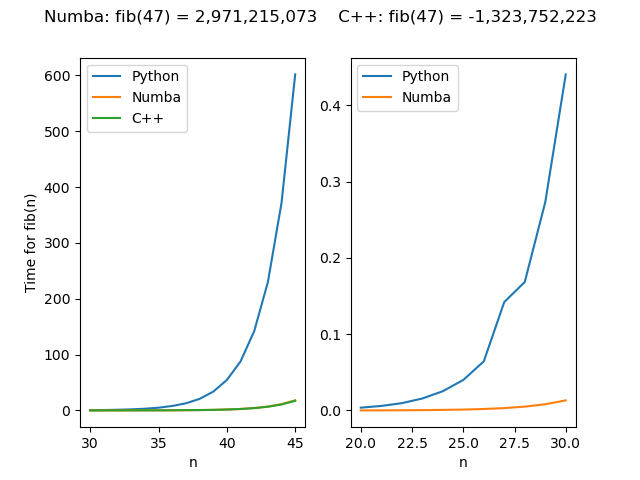 Numba: fib(47) = 2,971,215,073    C++: fib(47) = -1,323,752,223
Time for fib(n)
600
500
400
300
200
100
0
Python
Numba
C++
30
35
40
45
n
0.4
0.3
0.2
0.1
0.0
Python
Numba
20.0
22.5
25.0
27.5
30.0
n